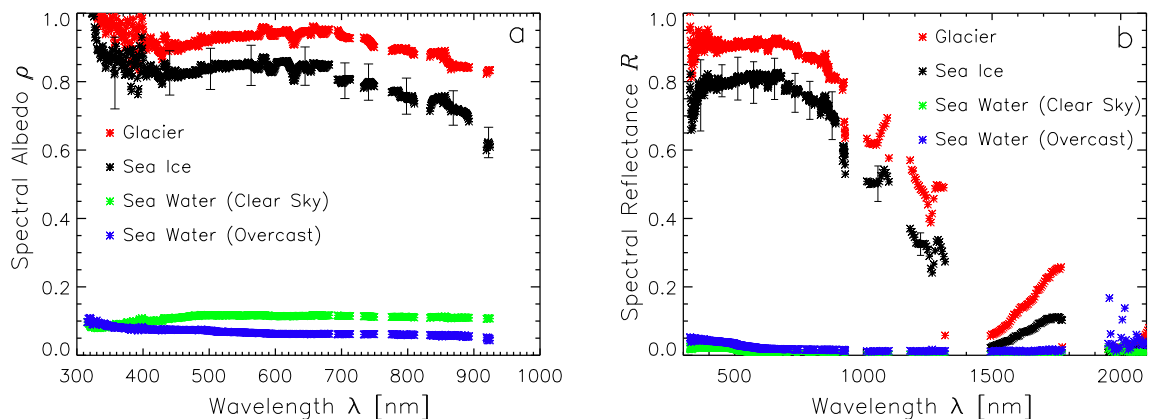 a
Spectral Albedo ρ
1.0
0.8
0.6
0.4
0.2
0.0
Glacier
Sea Ice
Sea Water (Clear Sky)
Sea Water (Overcast)
300 400 500 600 700 800 900 1000
Wavelength λ [nm]
b
Spectral Reflectance R
1.0
0.8
0.6
0.4
0.2
0.0
Glacier
Sea Ice
Sea Water (Clear Sky)
Sea Water (Overcast)
500 1000 1500 2000
Wavelength λ [nm]